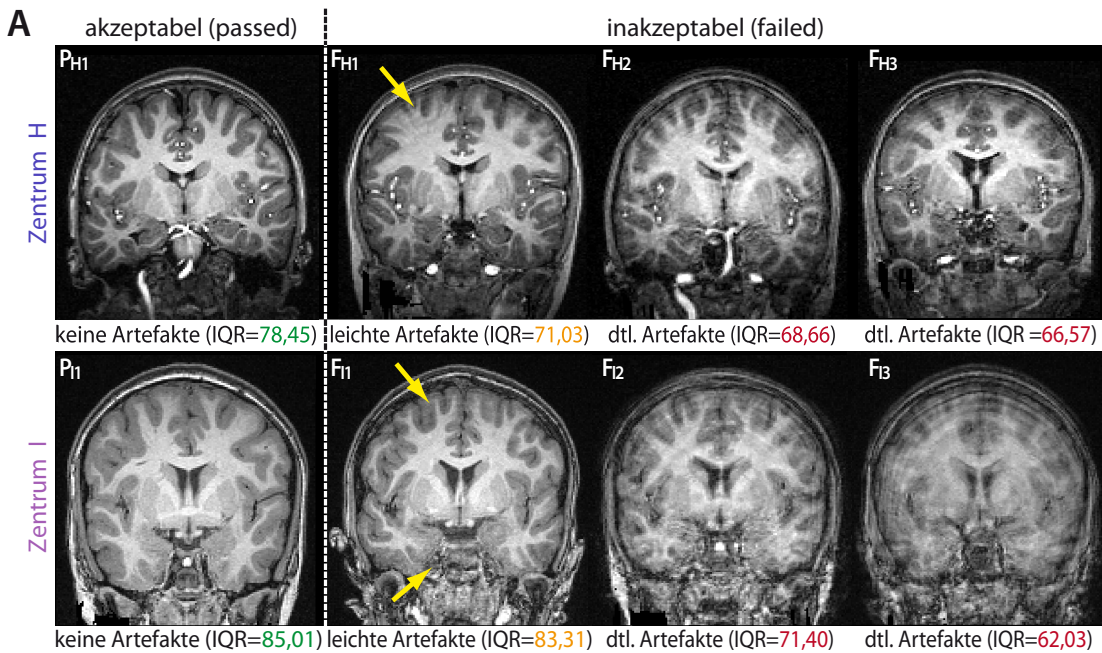 A
akzeptabel (passed)
inakzeptabel (failed)
Zentrum H
PH1
FH1
FH2
FH3
keine Artefakte (IQR=78,45)
leichte Artefakte (IQR=71,03)
dtl. Artefakte (IQR=68,66)
dtl. Artefakte (IQR =66,57)
Zentrum I
PI1
FI1
FI2
FI3
keine Artefakte (IQR=85,01)
leichte Artefakte (IQR=83,31)
dtl. Artefakte (IQR=71,40)
dtl. Artefakte (IQR=62,03)